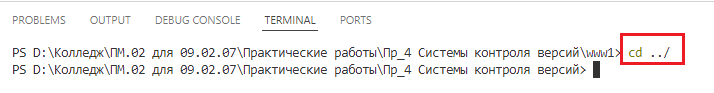 PROBLEMS OUTPUT DEBUG CONSOLE TERMINAL PORTS
PS D:\Колледж\ПМ.02 для 09.02.07\Практические работы\Пр_4 Системы контроля версий\www1> cd ../
PS D:\Колледж\ПМ.02 для 09.02.07\Практические работы\Пр_4 Системы контроля версий>